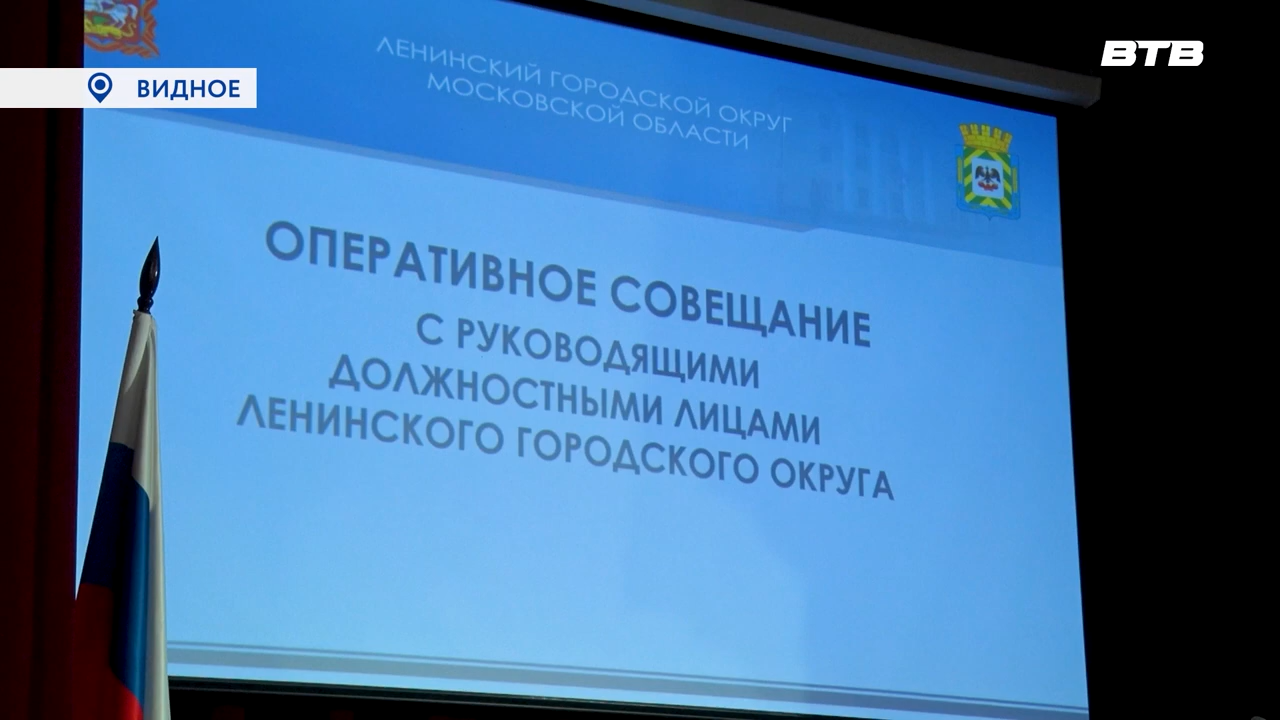 ВИДНОЕ
ВТВ
ЛЕНИНСКИЙ ГОРОДСКОЙ ОКРУГ
МОСКОВСКОЙ ОБЛАСТИ
ОПЕРАТИВНОЕ СОВЕЩАНИЕ
С РУКОВОДЯЩИМИ
ДОЛЖНОСТНЫМИ ЛИЦАМИ
ЛЕНИНСКОГО ГОРОДСКОГО ОКРУГА